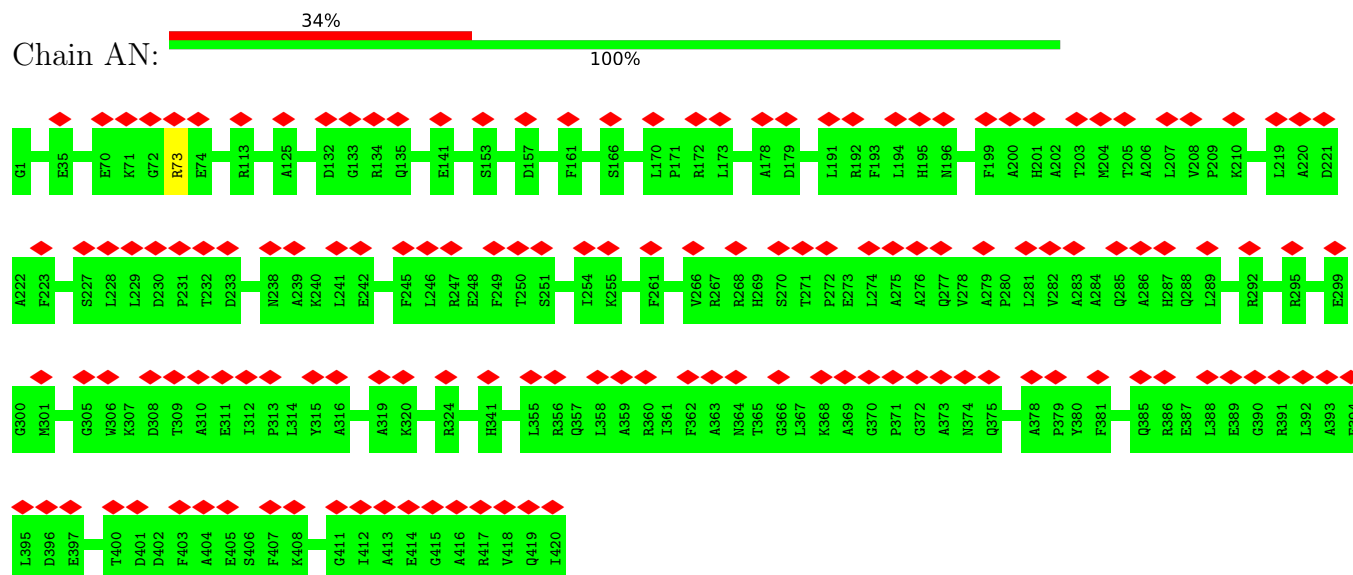 34%
Chain AN:
100%
G1 E35 E70 K71 G72 R73 E74 R113 A125 D132 G133 R134 Q135 E141 S153 D157 F161 S166 L170 P171 R172 L173 A178 D179 L191 R192 F193 L194 H195 N196 F199 A200 H201 A202 T203 M204 T205 A206 L207 V208 P209 K210 L219 A220 D221
A222 F223 S227 L228 L229 D230 P231 T232 D233 N238 A239 K240 L241 E242 F245 L246 R247 E248 F249 T250 S251 I254 K255 F261 V266 R267 R268 H269 S270 T271 P272 E273 L274 A275 A276 Q277 V278 A279 P280 L281 V282 A283 A284 Q285 A286 H287 Q288 L289 R292 R295 E299
G300 M301 G305 W306 K307 D308 T309 A310 E311 I312 P313 L314 Y315 A316 A319 K320 R324 H341 L355 R356 Q357 L358 A359 R360 I361 F362 A363 N364 T365 G366 L367 K368 A369 G370 P371 G372 A373 N374 Q375 A378 P379 Y380 F381 Q385 R386 E387 L388 E389 G390 R391 L392 A393
L395 D396 E397 T400 D401 D402 F403 A404 E405 S406 F407 K408 G411 I412 A413 E414 G415 A416 R417 V418 Q419 I420